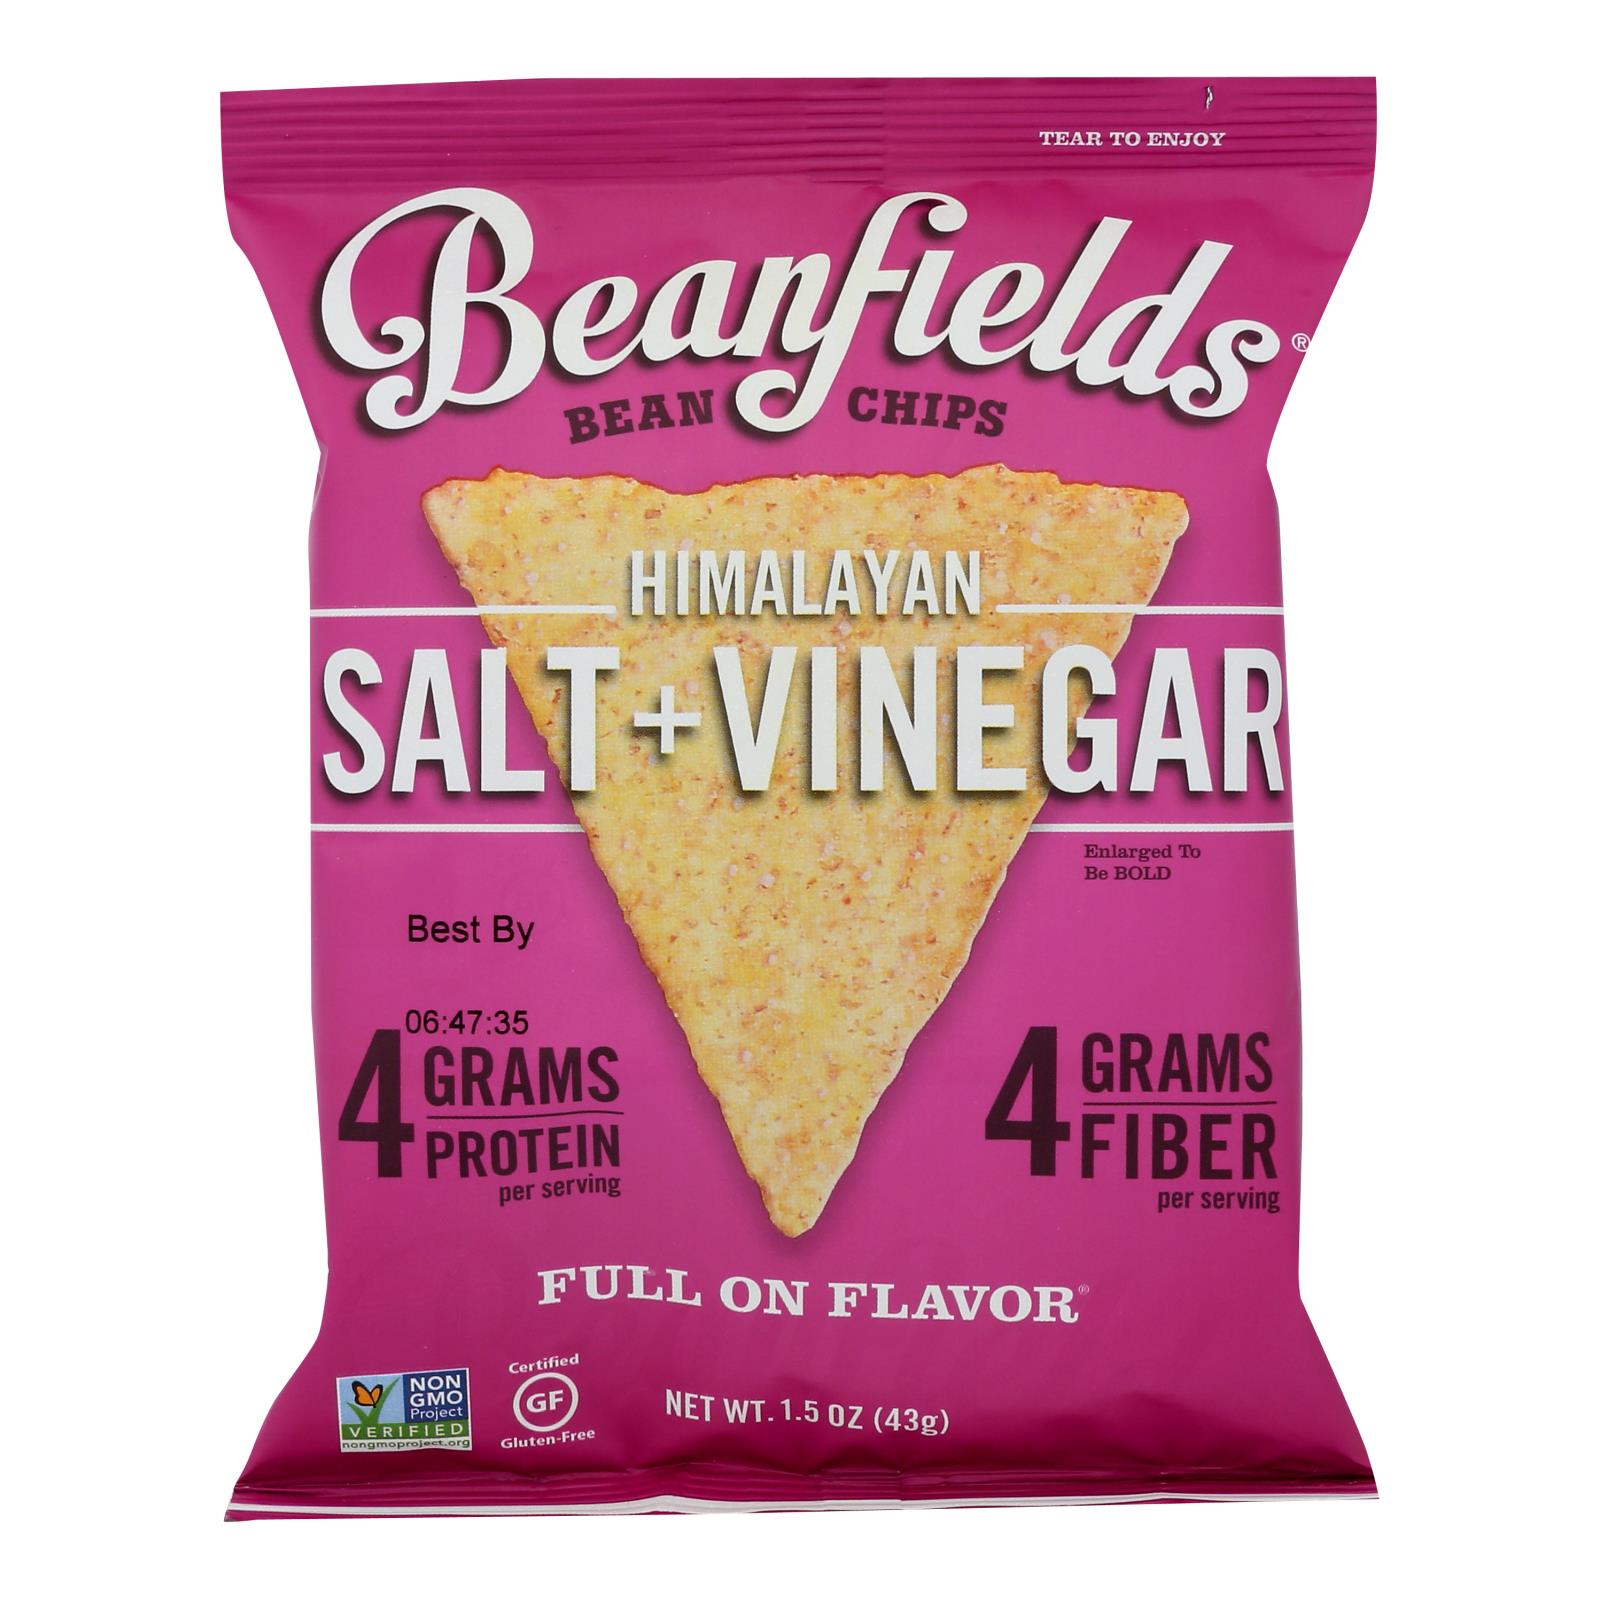 TEAR TO ENJOY
Beanfields®
BEAN CHIPS
HIMALAYAN
SALT + VINEGAR
Enlarged To
Be BOLD
Best By
06:47:35
4 GRAMS
PROTEIN
per serving
4 GRAMS
FIBER
per serving
FULL ON FLAVOR®
NON
GMO
Project
VERIFIED
nongmoproject.org
Certified
GF
Gluten-Free
NET WT. 1.5 OZ (43g)